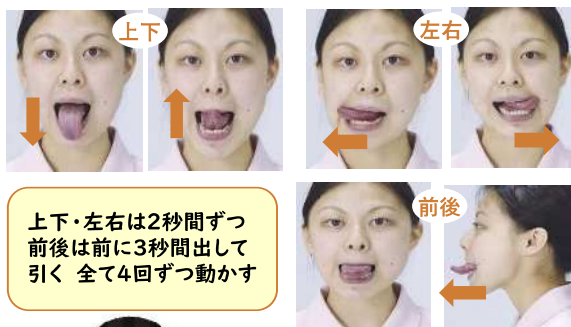 上下
左右
上下・左右は2秒間ずつ
前後は前に3秒間出して
引く 全て4回ずつ動かす
前後